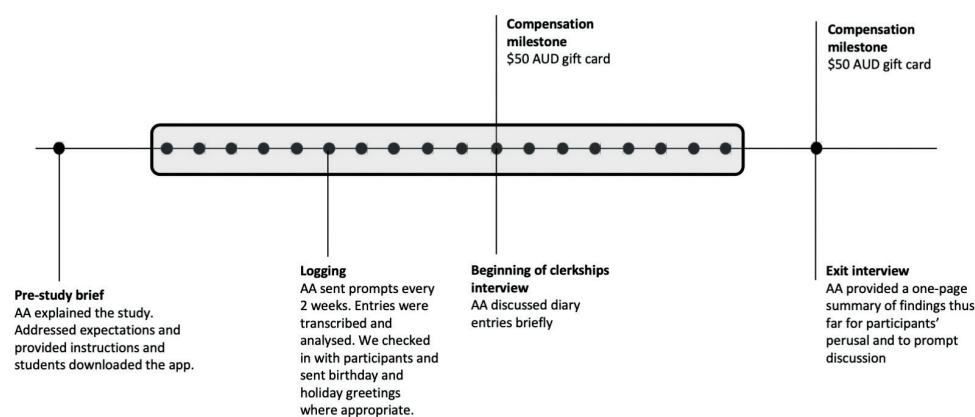 Compensation
milestone
$50 AUD gift card
Compensation
milestone
$50 AUD gift card
Pre-study brief
AA explained the study.
Addressed expectations and
provided instructions and
students downloaded the app.
Logging
AA sent prompts every
2 weeks. Entries were
transcribed and
analysed. We checked
in with participants and
sent birthday and
holiday greetings
where appropriate.
Beginning of clerkships
interview
AA discussed diary
entries briefly
Exit interview
AA provided a one-page
summary of findings thus
far for participants’
perusal and to prompt
discussion